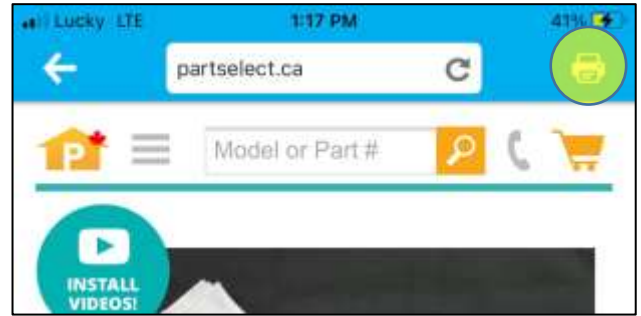 Lucky LTE 1:17 PM 41%
partselect.ca
P Model or Part #
INSTALL
VIDEOS!